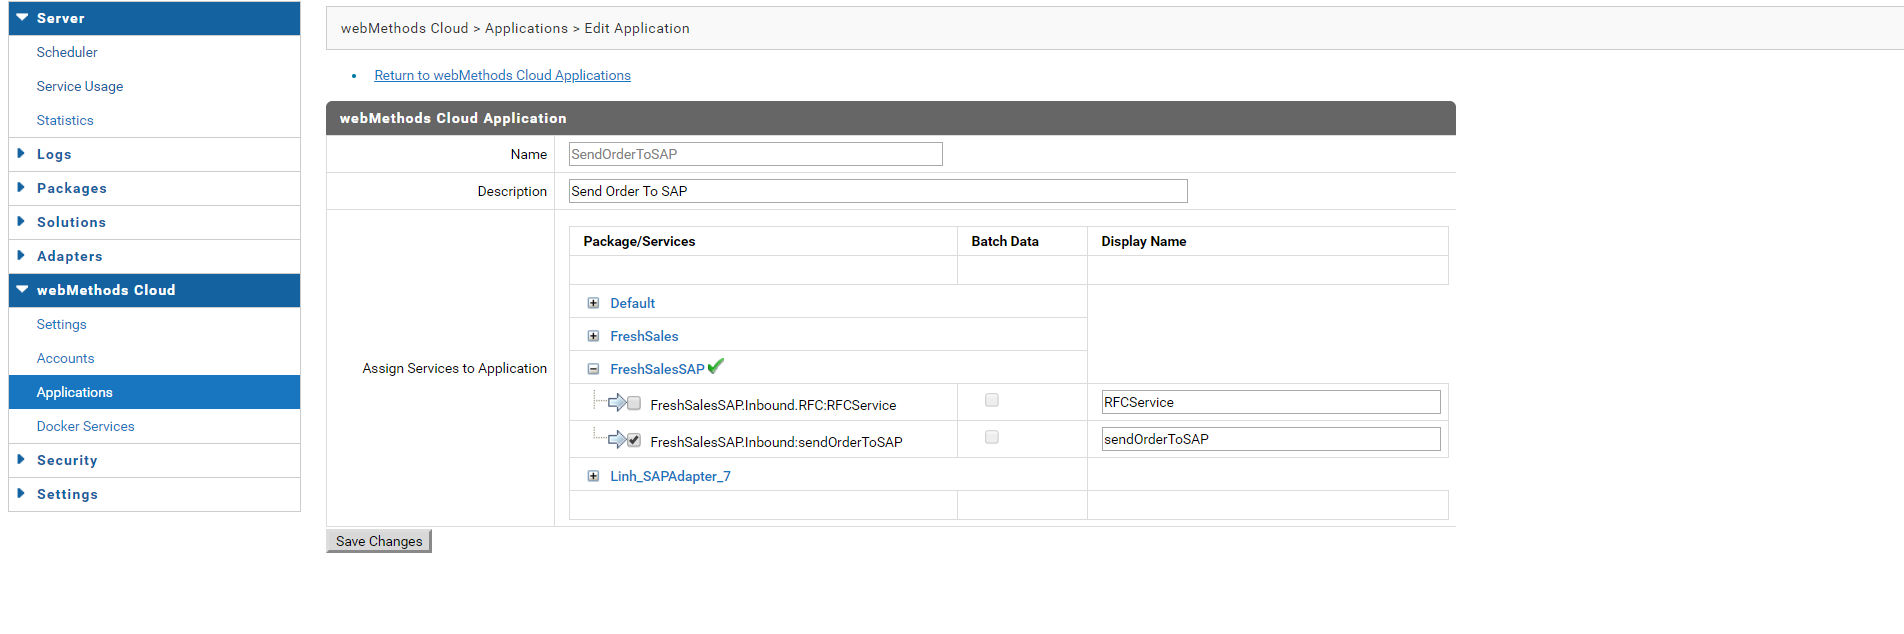 Server
Scheduler
Service Usage
Statistics
Logs
Packages
Solutions
Adapters
webMethods Cloud
Settings
Accounts
Applications
Docker Services
Security
Settings
webMethods Cloud > Applications > Edit Application
Return to webMethods Cloud Applications
webMethods Cloud Application
Name SendOrderToSAP
Description Send Order To SAP
Assign Services to Application
Package/Services Batch Data Display Name
Default
FreshSales
FreshSalesSAP
FreshSalesSAP.Inbound.RFC:RFCService RFCService
FreshSalesSAP.Inbound:sendOrderToSAP sendOrderToSAP
Linh_SAPAdapter_7
Save Changes